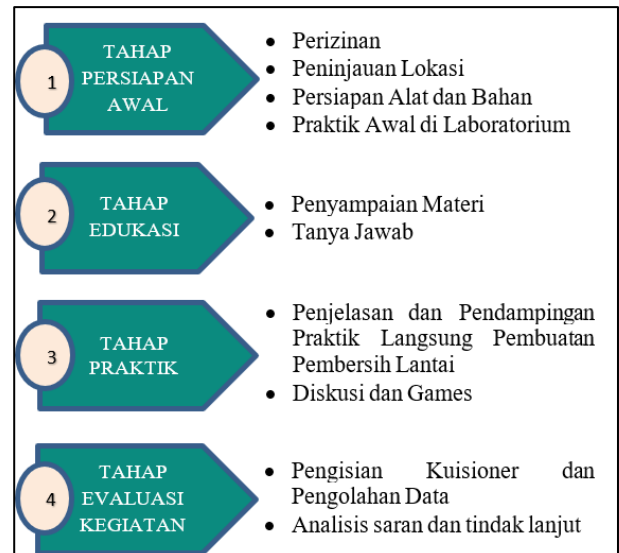 1
TAHAP
PERSIAPAN
AWAL
• Perizinan
• Peninjauan Lokasi
• Persiapan Alat dan Bahan
• Praktik Awal di Laboratorium
2
TAHAP
EDUKASI
• Penyampaian Materi
• Tanya Jawab
3
TAHAP
PRAKTIK
• Penjelasan dan Pendampingan
Praktik Langsung Pembuatan
Pembersih Lantai
• Diskusi dan Games
4
TAHAP
EVALUASI
KEGIATAN
• Pengisian Kuisioner dan
Pengolahan Data
• Analisis saran dan tindak lanjut